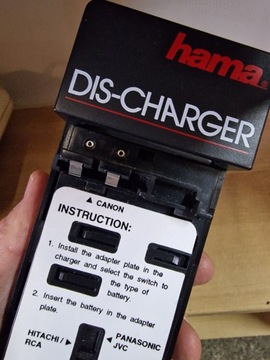 hama®
DIS-CHARGER
▲ CANON
INSTRUCTION:
1. Install the adapter plate in the
charger and select the switch to
the type of
battery.
2. Insert the battery in the adapter
plate.
HITACHI/
RCA
PANASONIC
JVC